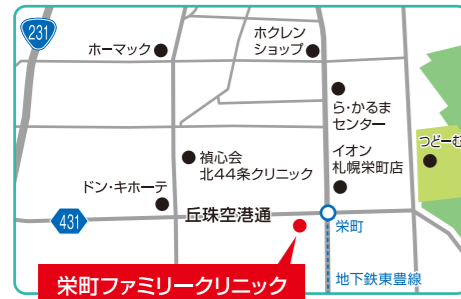 231
ホーマック
ホクレン
ショップ
ら・かるま
センター
つどーむ
イオン
札幌栄町店
禎心会
北44条クリニック
ドン・キホーテ
丘珠空港通
431
栄町
地下鉄東豊線
栄町ファミリークリニック